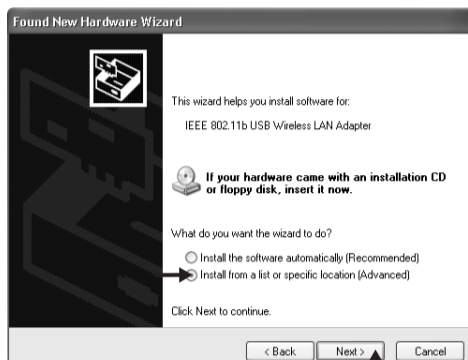 Found New Hardware Wizard
This wizard helps you install software for:
IEEE 802.11b USB Wireless LAN Adapter
If your hardware came with an installation CD
or floppy disk, insert it now.
What do you want the wizard to do?
Install the software automatically (Recommended)
Install from a list or specific location (Advanced)
Click Next to continue.
< Back Next > Cancel